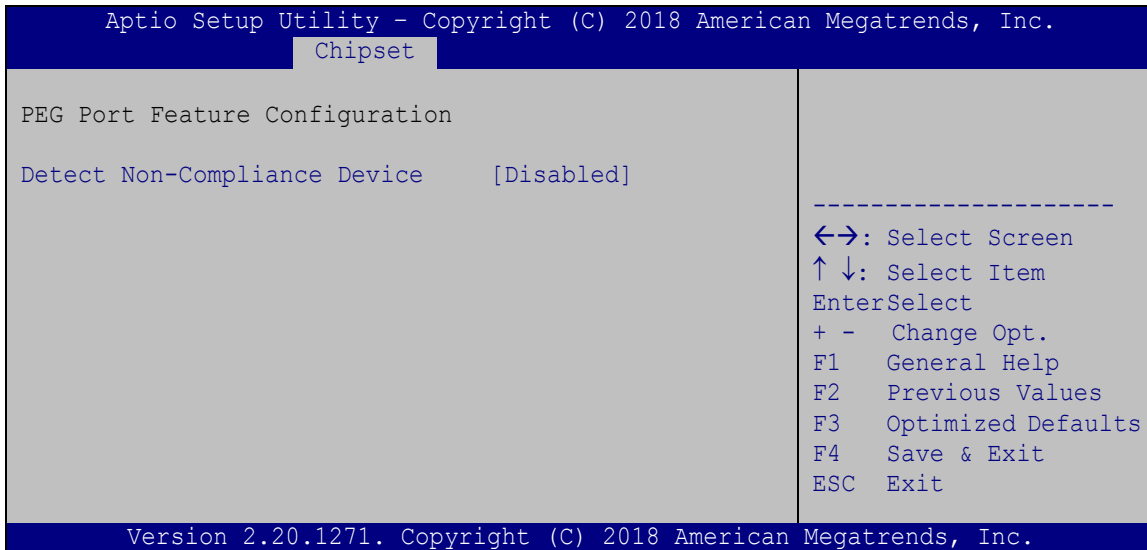 Aptio Setup Utility – Copyright (C) 2018 American Megatrends, Inc.
Chipset
PEG Port Feature Configuration
Detect Non-Compliance Device [Disabled]
---------------------
←→: Select Screen
↑ ↓: Select Item
EnterSelect
+ - Change Opt.
F1 General Help
F2 Previous Values
F3 Optimized Defaults
F4 Save & Exit
ESC Exit
Version 2.20.1271. Copyright (C) 2018 American Megatrends, Inc.